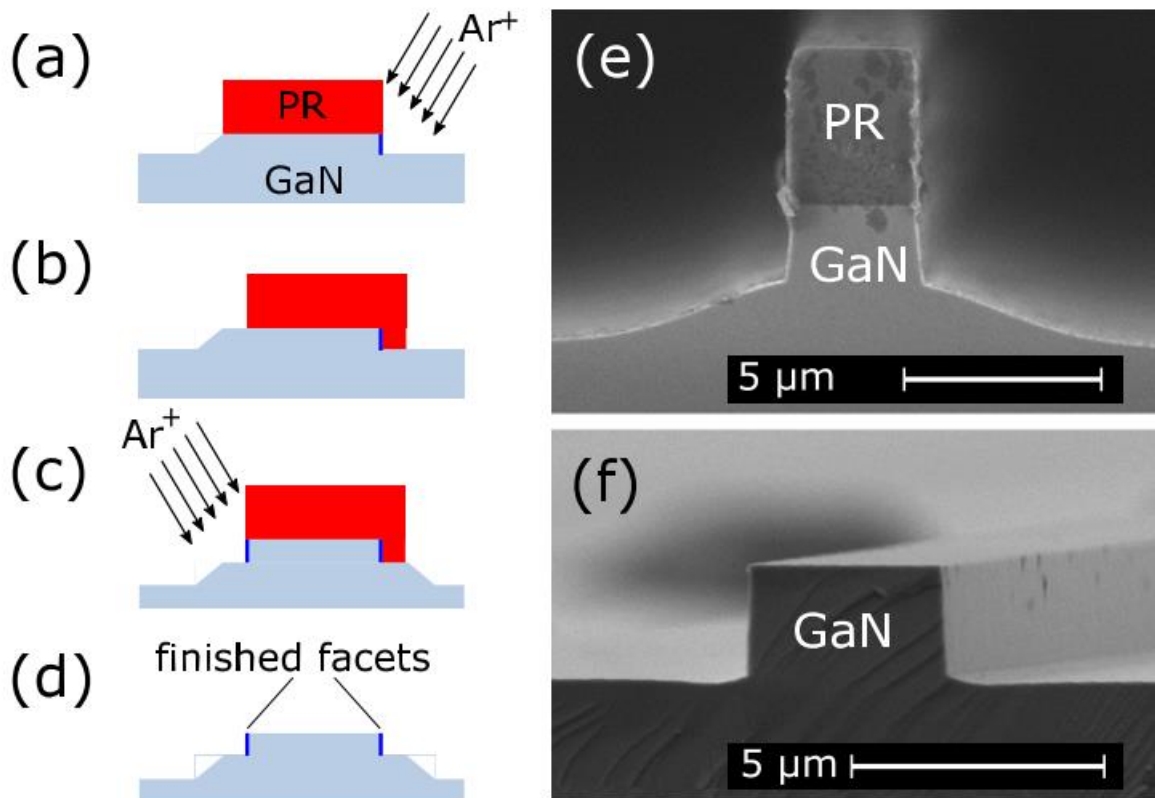 (a)
Ar⁺
PR
GaN
(b)
(c)
Ar⁺
(d)
finished facets
(e)
PR
GaN
5 μm
(f)
GaN
5 μm